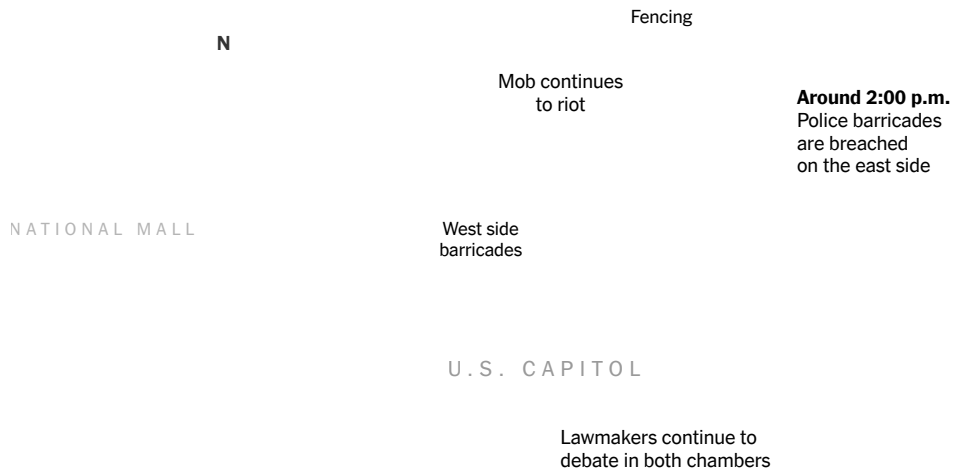 Fencing
N
Mob continues
to riot
Around 2:00 p.m.
Police barricades
are breached
on the east side
NATIONAL MALL
West side
barricades
U.S. CAPITOL
Lawmakers continue to
debate in both chambers